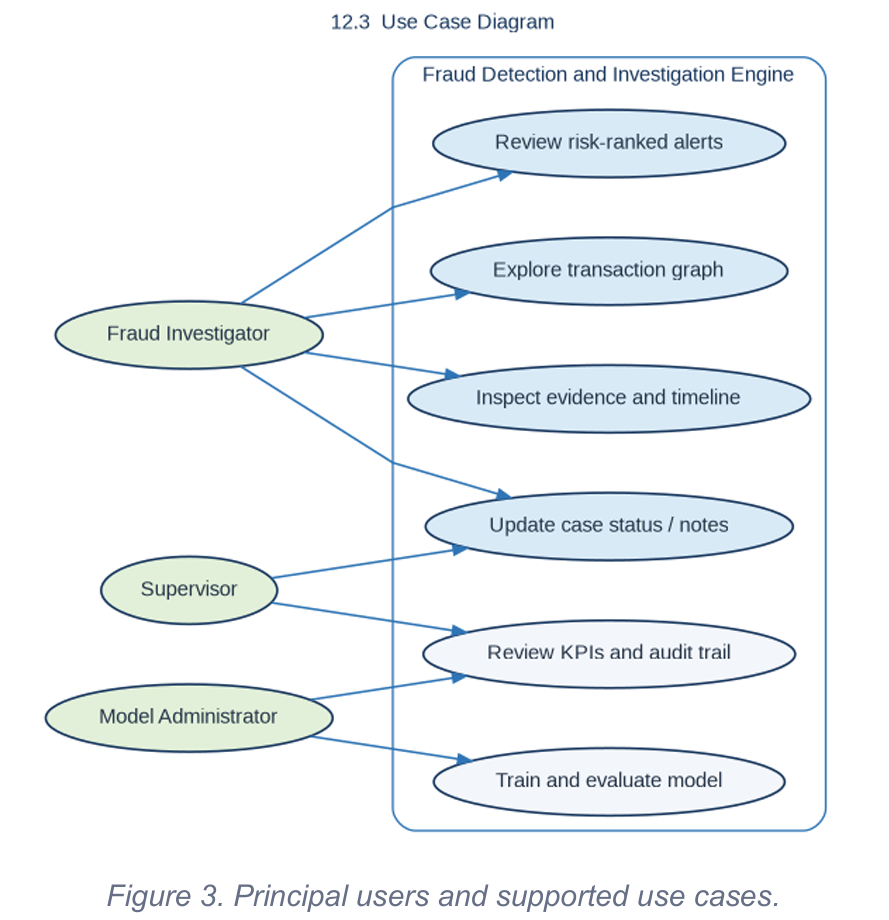 12.3 Use Case Diagram
Fraud Detection and Investigation Engine
Review risk-ranked alerts
Explore transaction graph
Fraud Investigator
Inspect evidence and timeline
Update case status / notes
Supervisor
Review KPIs and audit trail
Model Administrator
Train and evaluate model
Figure 3. Principal users and supported use cases.